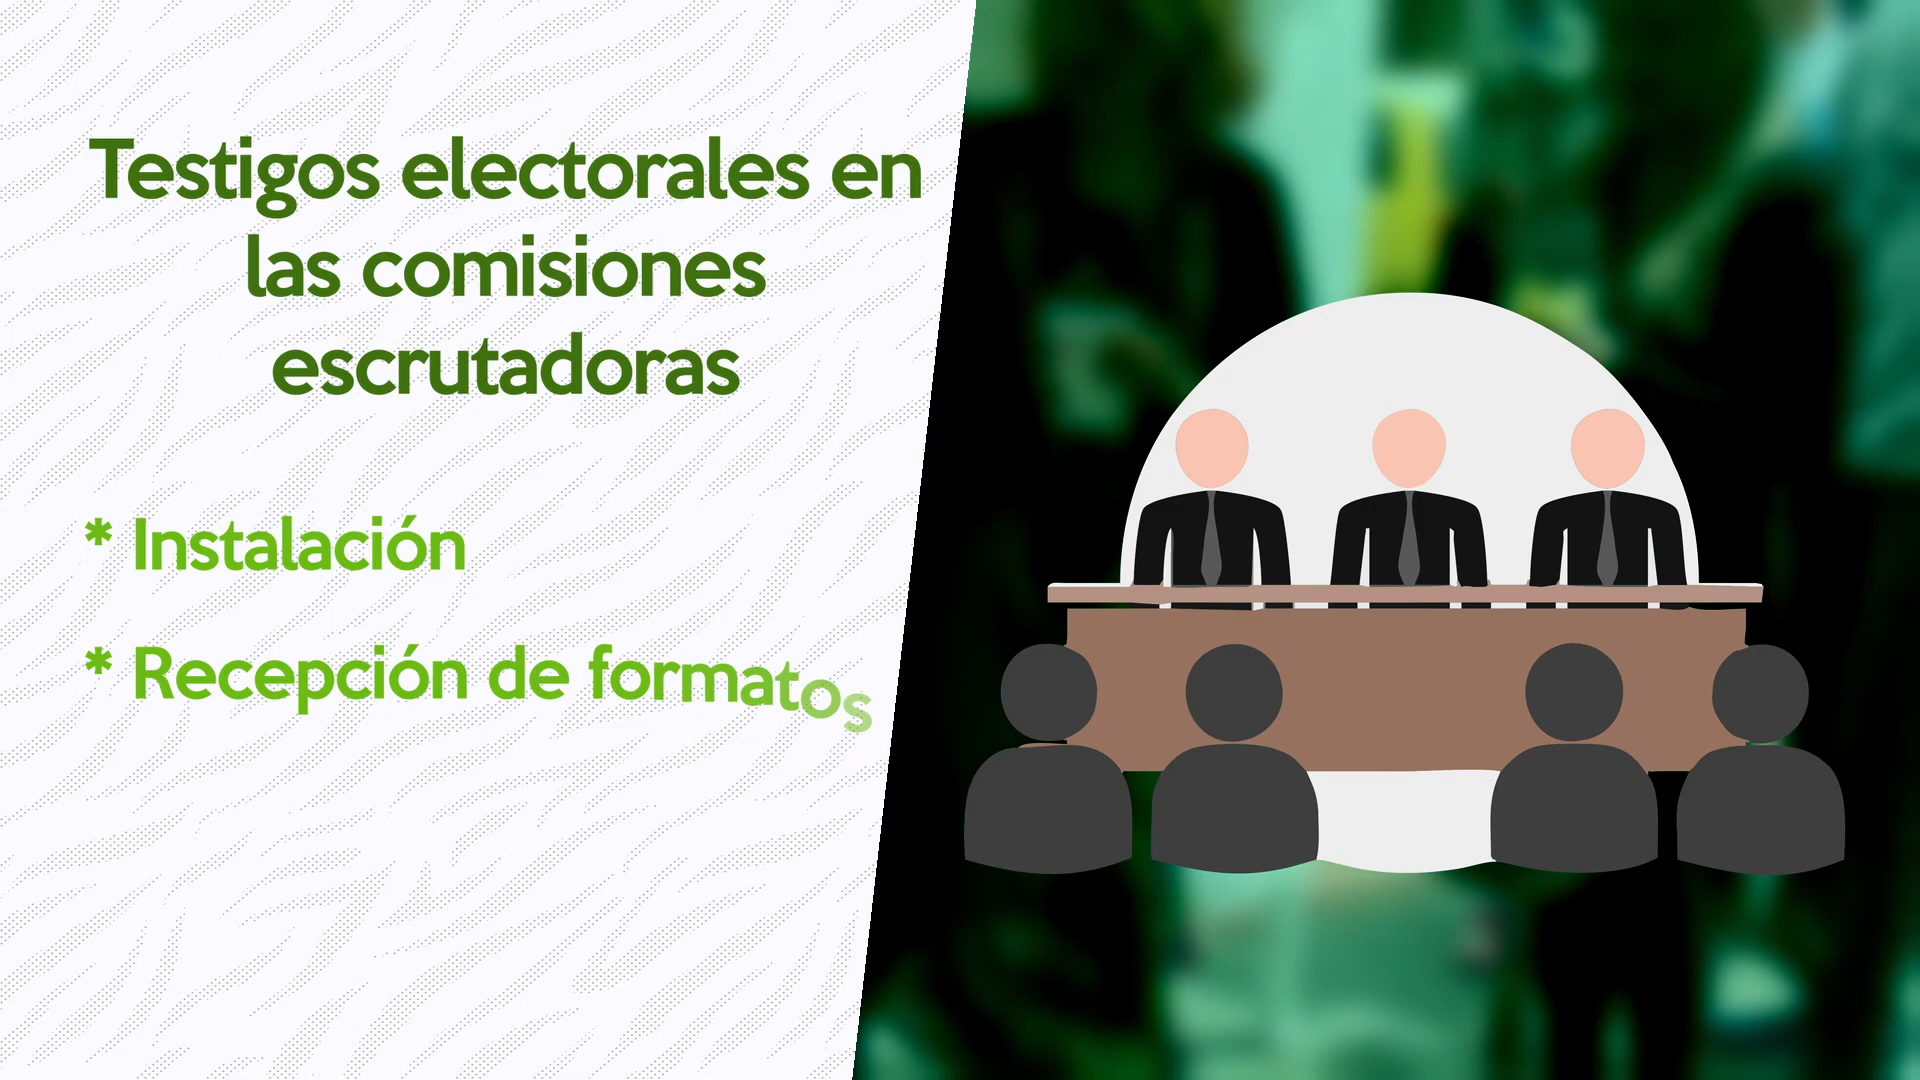 Testigos electorales en
las comisiones
escrutadoras
* Instalación
* Recepción de formatos